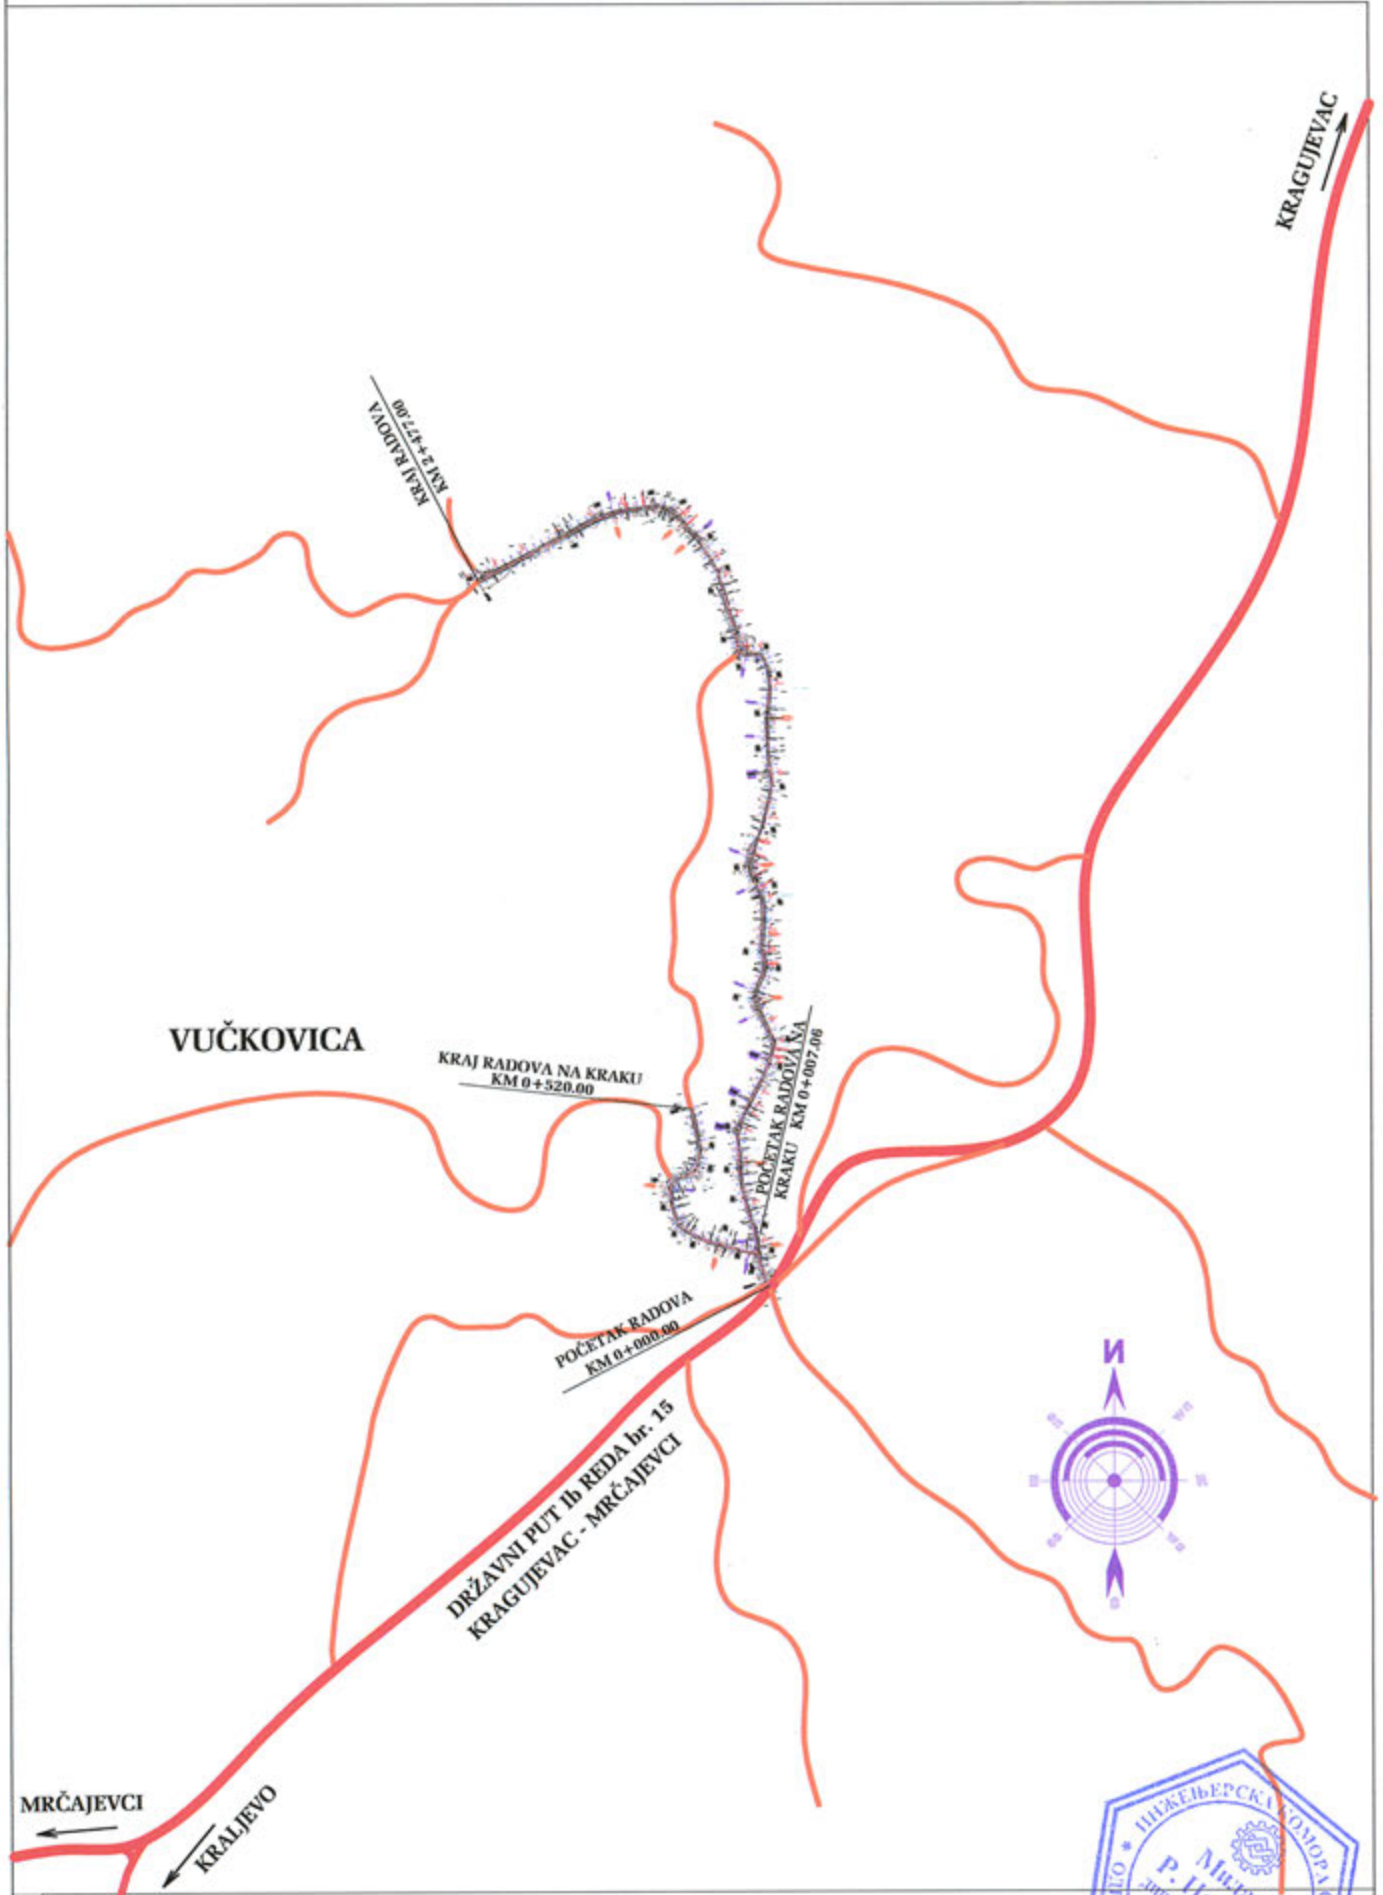 KRAGUJEVAC
KRAJ RADOVA
KM 2+477.00
VUČKOVICA
KRAJ RADOVA NA KRAKU
KM 0+520.00
POČETAK RADOVA NA
KRAKU KM 0+007.06
POČETAK RADOVA
KM 0+000.00
DRŽAVNI PUT Ib REDA br. 15
KRAGUJEVAC - MRČAJEVCI
N
MRČAJEVCI
KRALJEVO
ИНЖЕЊЕРСКА КОМОРА